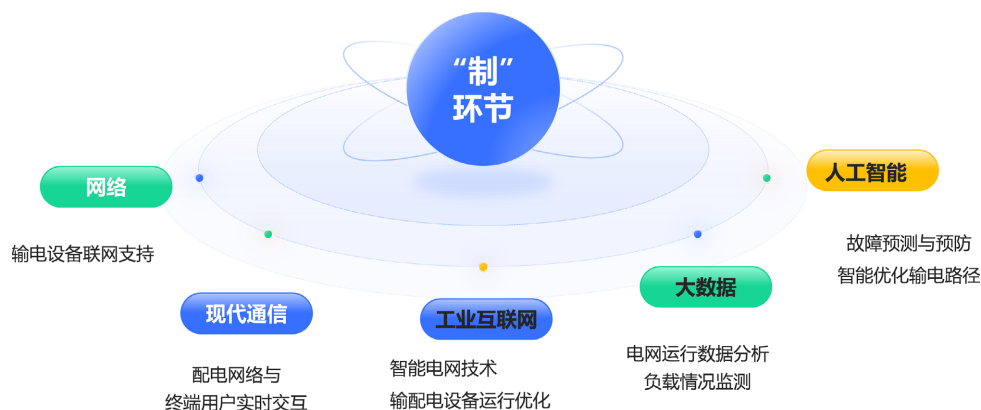 “制”
环节
网络
输电设备联网支持
现代通信
配电网络与
终端用户实时交互
工业互联网
智能电网技术
输配电设备运行优化
大数据
电网运行数据分析
负载情况监测
人工智能
故障预测与预防
智能优化输电路径